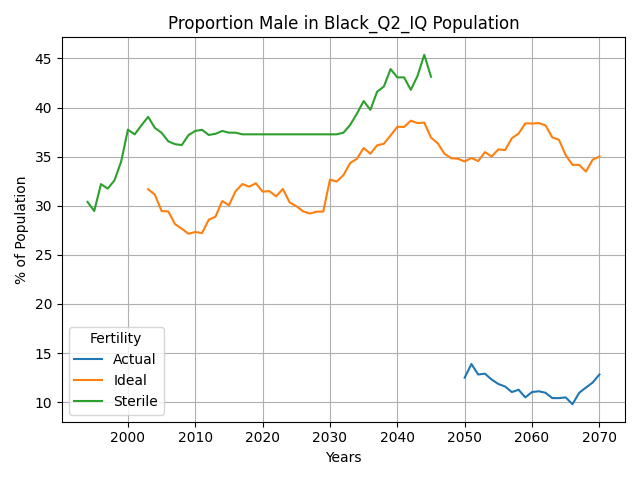 Proportion Male in Black_Q2_IQ Population
% of Population
45
40
35
30
25
20
15
10
Fertility
Actual
Ideal
Sterile
2000 2010 2020 2030 2040 2050 2060 2070
Years